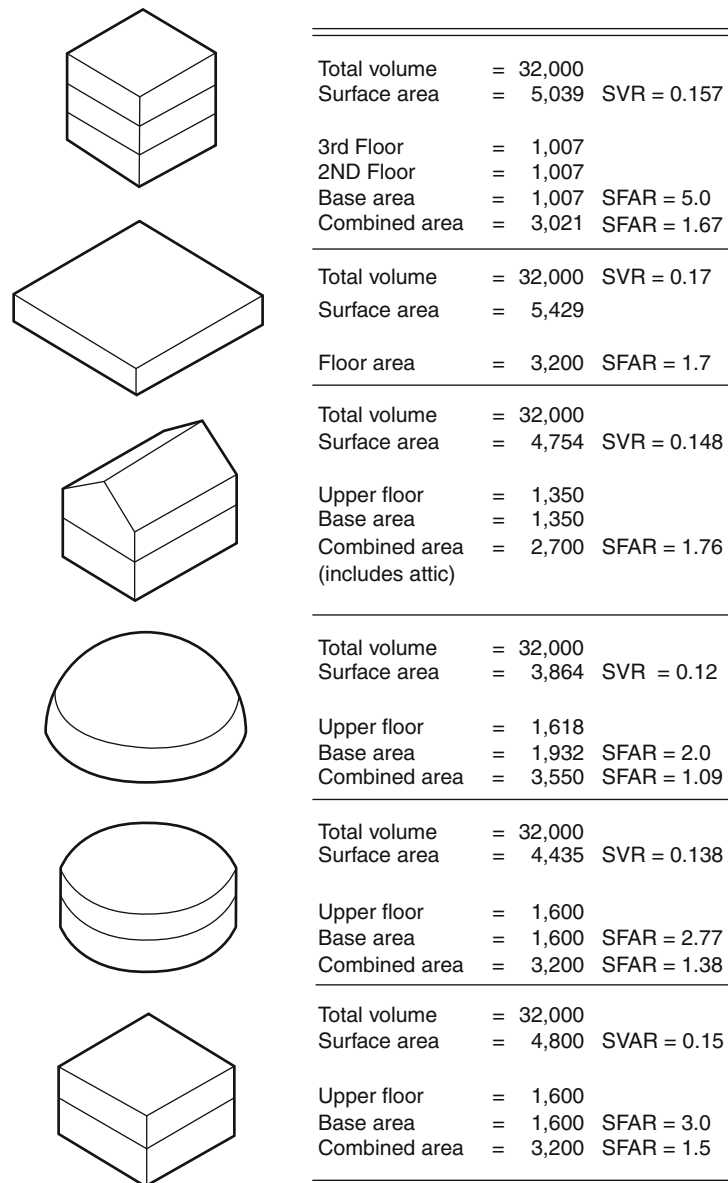 Total volume = 32,000
Surface area = 5,039 SVR = 0.157
3rd Floor = 1,007
2ND Floor = 1,007
Base area = 1,007 SFAR = 5.0
Combined area = 3,021 SFAR = 1.67
Total volume = 32,000 SVR = 0.17
Surface area = 5,429
Floor area = 3,200 SFAR = 1.7
Total volume = 32,000
Surface area = 4,754 SVR = 0.148
Upper floor = 1,350
Base area = 1,350
Combined area = 2,700 SFAR = 1.76
(includes attic)
Total volume = 32,000
Surface area = 3,864 SVR = 0.12
Upper floor = 1,618
Base area = 1,932 SFAR = 2.0
Combined area = 3,550 SFAR = 1.09
Total volume = 32,000
Surface area = 4,435 SVR = 0.138
Upper floor = 1,600
Base area = 1,600 SFAR = 2.77
Combined area = 3,200 SFAR = 1.38
Total volume = 32,000
Surface area = 4,800 SVAR = 0.15
Upper floor = 1,600
Base area = 1,600 SFAR = 3.0
Combined area = 3,200 SFAR = 1.5